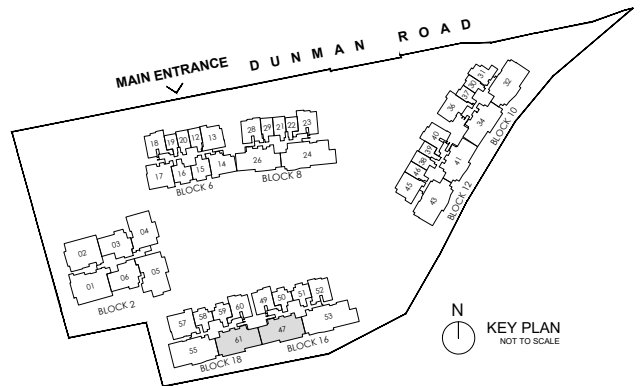 DUNMAN ROAD
MAIN ENTRANCE
18 19 20 12 13
17 16 15 14
BLOCK 6
28 29 21 22 23
26 24
BLOCK 8
31 30 37 36
32 34
BLOCK 10
40 39 38 46 45
41 43
BLOCK 12
02 03 04
01 06 05
BLOCK 2
57 58 59 60
55 61
BLOCK 18
49 50 51 52
47 53
BLOCK 16
N
KEY PLAN
NOT TO SCALE